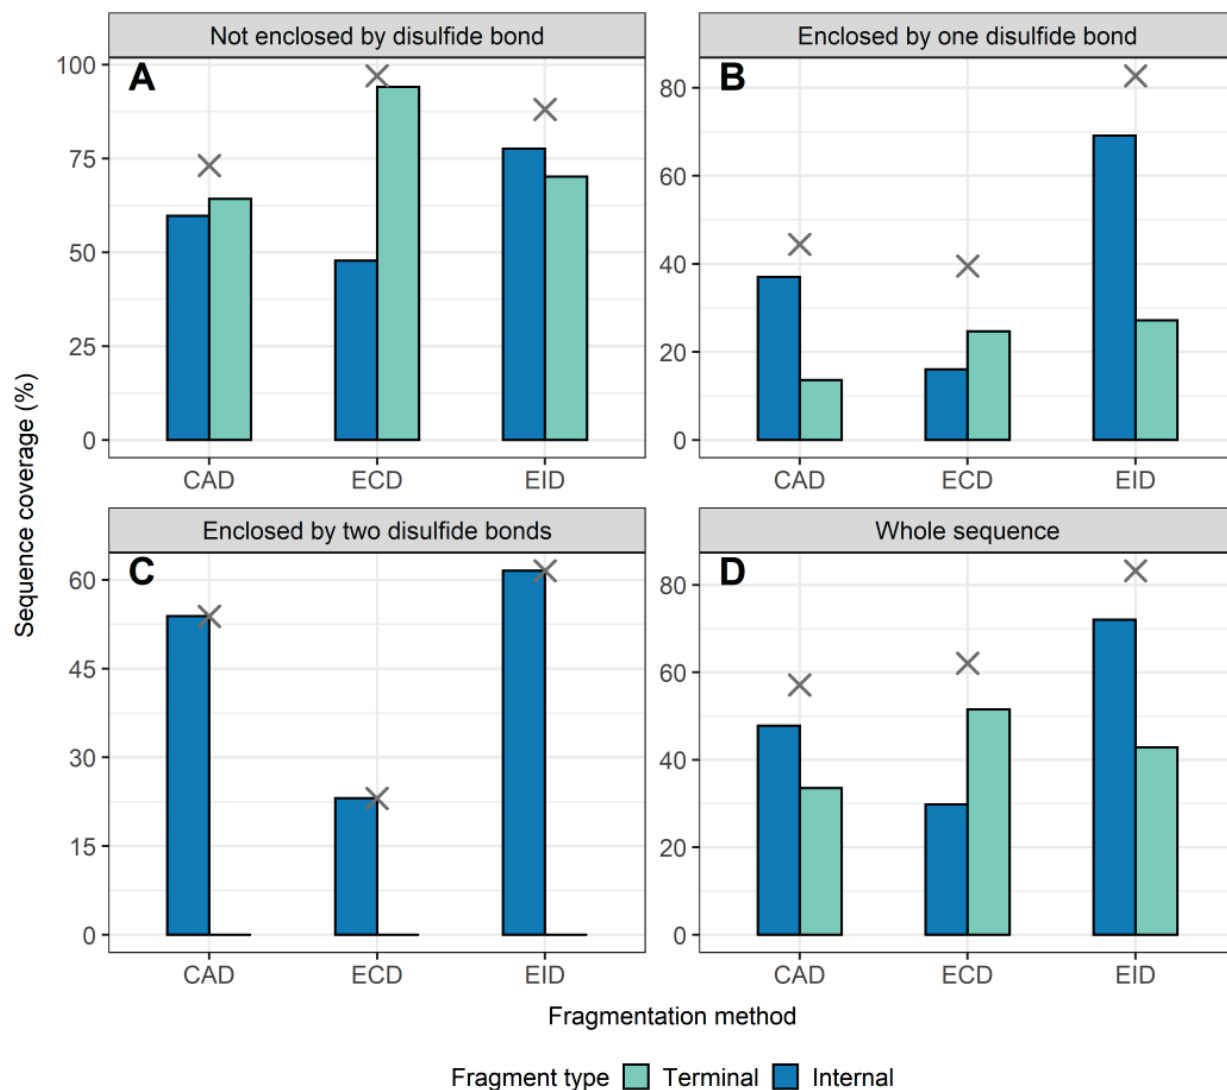 Not enclosed by disulfide bond
Enclosed by one disulfide bond
A
B
100
75
50
25
0
80
60
40
20
0
CAD ECD EID
CAD ECD EID
Enclosed by two disulfide bonds
Whole sequence
C
D
60
45
30
15
0
80
60
40
20
0
CAD ECD EID
CAD ECD EID
Sequence coverage (%)
Fragmentation method
Fragment type Terminal Internal